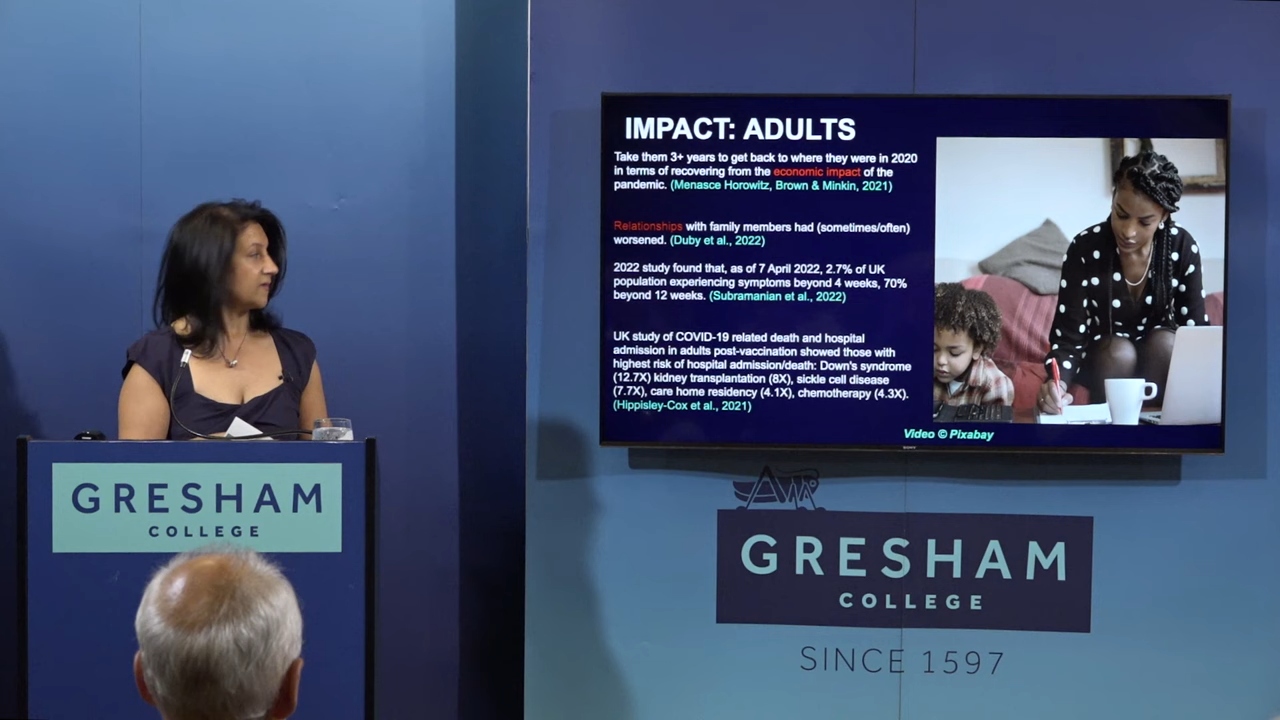 IMPACT: ADULTS
Take them 3+ years to get back to where they were in 2020
in terms of recovering from the economic impact of the
pandemic. (Menasce Horowitz, Brown & Minkin, 2021)
Relationships with family members had (sometimes/often)
worsened. (Duby et al., 2022)
2022 study found that, as of 7 April 2022, 2.7% of UK
population experiencing symptoms beyond 4 weeks, 70%
beyond 12 weeks. (Subramanian et al., 2022)
UK study of COVID-19 related death and hospital
admission in adults post-vaccination showed those with
highest risk of hospital admission/death: Down's syndrome
(12.7X) kidney transplantation (8X), sickle cell disease
(7.7X), care home residency (4.1X), chemotherapy (4.3X).
(Hippisley-Cox et al., 2021)
Video © Pixabay
GRESHAM
COLLEGE
GRESHAM
COLLEGE
SINCE 1597